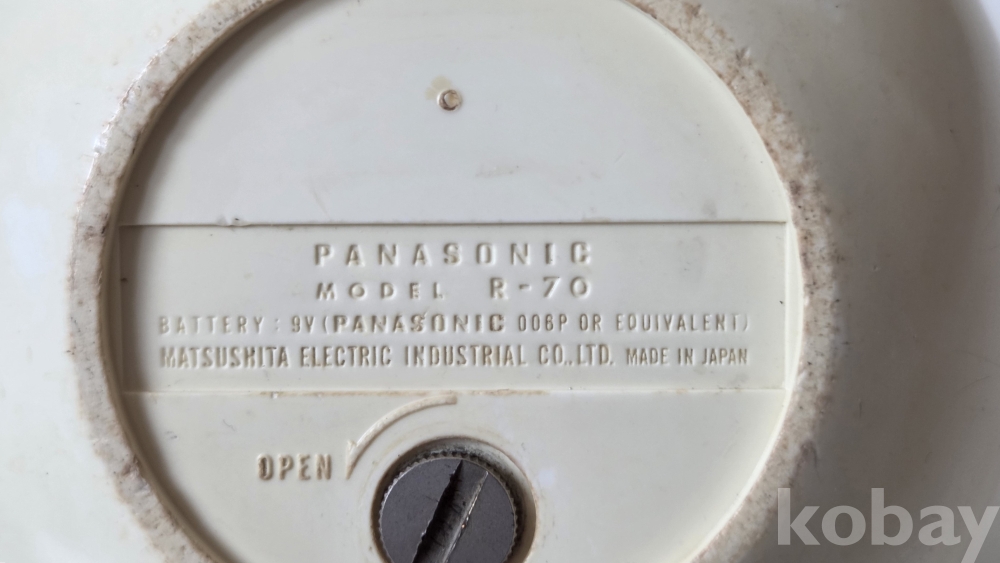 PANASONIC
MODEL R-70
BATTERY : 9V (PANASONIC 006P OR EQUIVALENT)
MATSUSHITA ELECTRIC INDUSTRIAL CO.,LTD. MADE IN JAPAN
OPEN
kobay